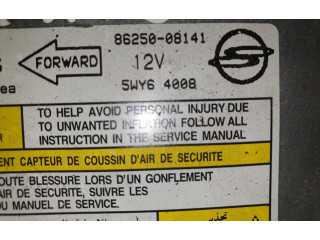 86250-08141
FORWARD 12V
5WY6 4008
TO HELP AVOID PERSONAL INJURY DUE
TO UNWANTED INFLATION FOLLOW ALL
INSTRUCTION IN THE SERVICE MANUAL
CAPTEUR DE COUSSIN D'AIR DE SECURITE
BLESSURE LORS D'UN GONFLEMENT
AIR DE SECURITE, SUIVRE LES
DU MANUEL DE SERVICE.
تحذير